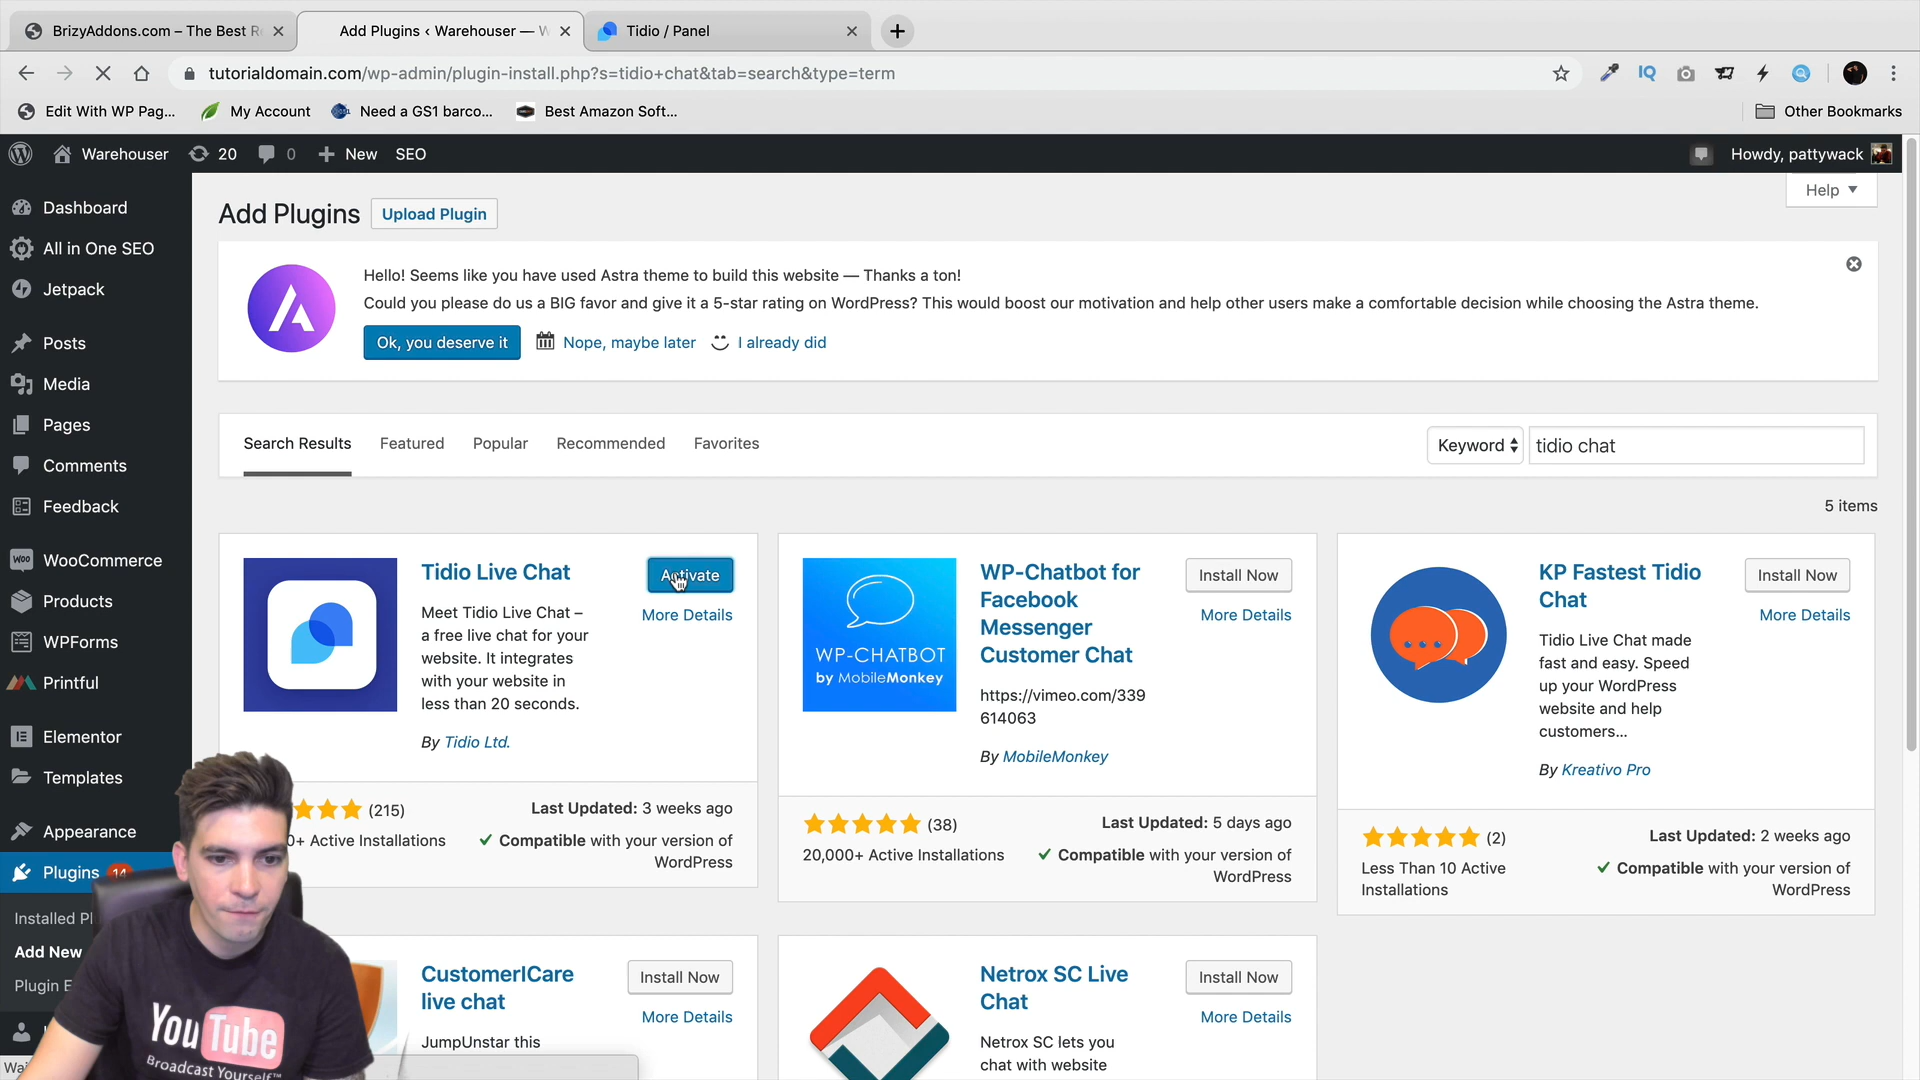 BrizyAddons.com – The Best R
Add Plugins ‹ Warehouser — W
Tidio / Panel
tutorialdomain.com/wp-admin/plugin-install.php?s=tidio+chat&tab=search&type=term
Edit With WP Pag...
My Account
Need a GS1 barco...
Best Amazon Soft...
Other Bookmarks
Warehouser
20
0
New
SEO
Howdy, pattywack
Help
Dashboard
All in One SEO
Jetpack
Posts
Media
Pages
Comments
Feedback
WooCommerce
Products
WPForms
Printful
Elementor
Templates
Appearance
Plugins 14
Installed Pl
Add New
Plugin E
Add Plugins
Upload Plugin
Hello! Seems like you have used Astra theme to build this website — Thanks a ton!
Could you please do us a BIG favor and give it a 5-star rating on WordPress? This would boost our motivation and help other users make a comfortable decision while choosing the Astra theme.
Ok, you deserve it
Nope, maybe later
I already did
Search Results
Featured
Popular
Recommended
Favorites
Keyword
tidio chat
5 items
Tidio Live Chat
Activate
More Details
Meet Tidio Live Chat –
a free live chat for your
website. It integrates
with your website in
less than 20 seconds.
By Tidio Ltd.
(215)
0+ Active Installations
Last Updated: 3 weeks ago
Compatible with your version of
WordPress
WP-CHATBOT
by MobileMonkey
WP-Chatbot for
Facebook
Messenger
Customer Chat
Install Now
More Details
https://vimeo.com/339
614063
By MobileMonkey
(38)
20,000+ Active Installations
Last Updated: 5 days ago
Compatible with your version of
WordPress
KP Fastest Tidio
Chat
Install Now
More Details
Tidio Live Chat made
fast and easy. Speed
up your WordPress
website and help
customers...
By Kreativo Pro
(2)
Less Than 10 Active
Installations
Last Updated: 2 weeks ago
Compatible with your version of
WordPress
CustomerICare
live chat
Install Now
More Details
JumpUnstar this
Netrox SC Live
Chat
Install Now
More Details
Netrox SC lets you
chat with website
YouTube
Broadcast Yourself™